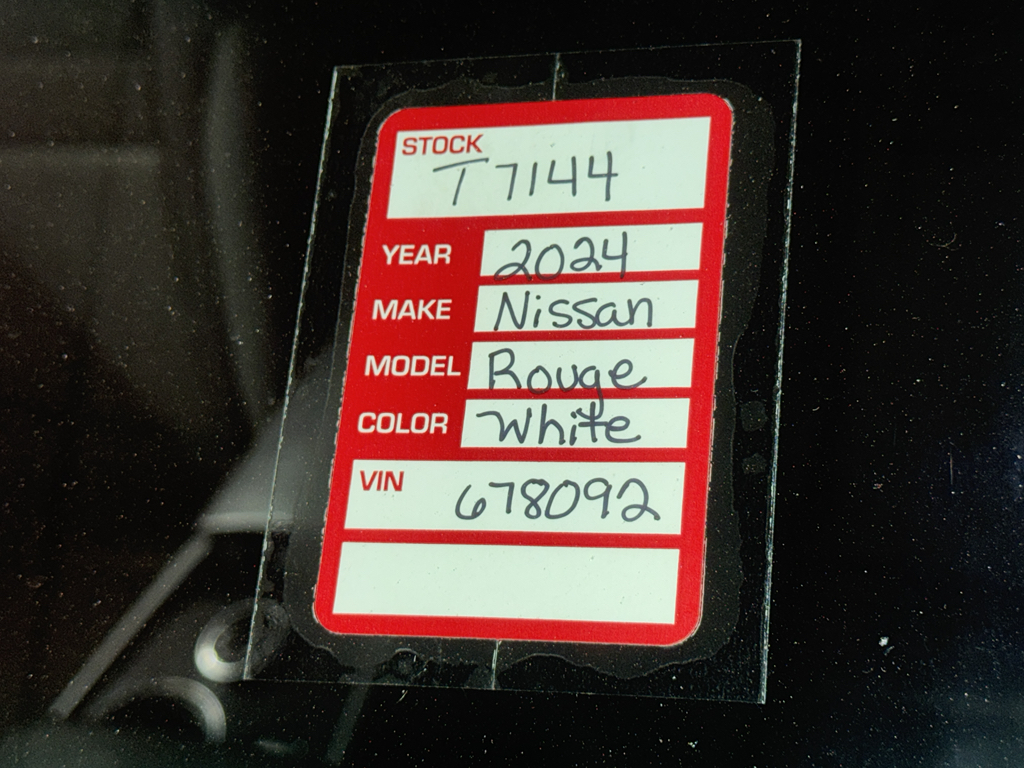 STOCK
T7144
YEAR 2024
MAKE Nissan
MODEL Rouge
COLOR White
VIN
678092